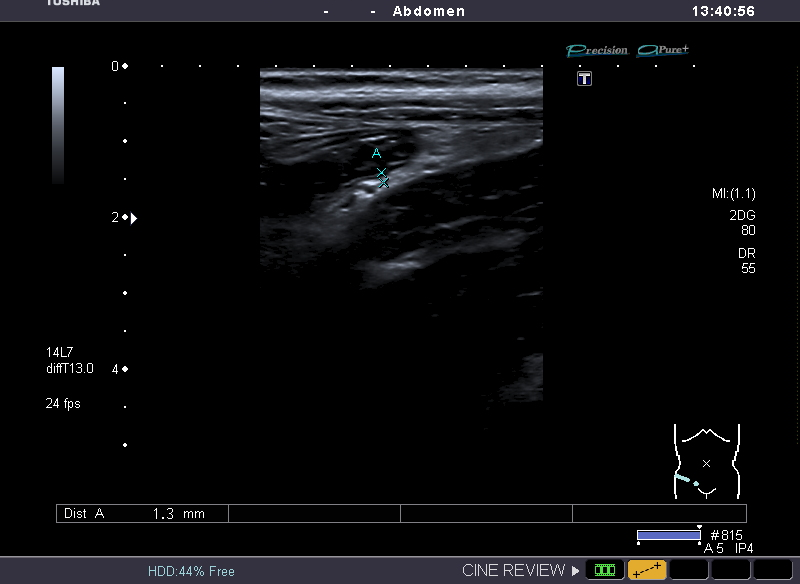 TOSHIBA
- - Abdomen 13:40:56
Precision APure+
0
T
A
MI:(1.1)
2DG
80
DR
55
2
14L7
diffT13.0
4
24 fps
Dist A 1.3 mm
#815
A 5 IP4
HDD:44% Free
CINE REVIEW